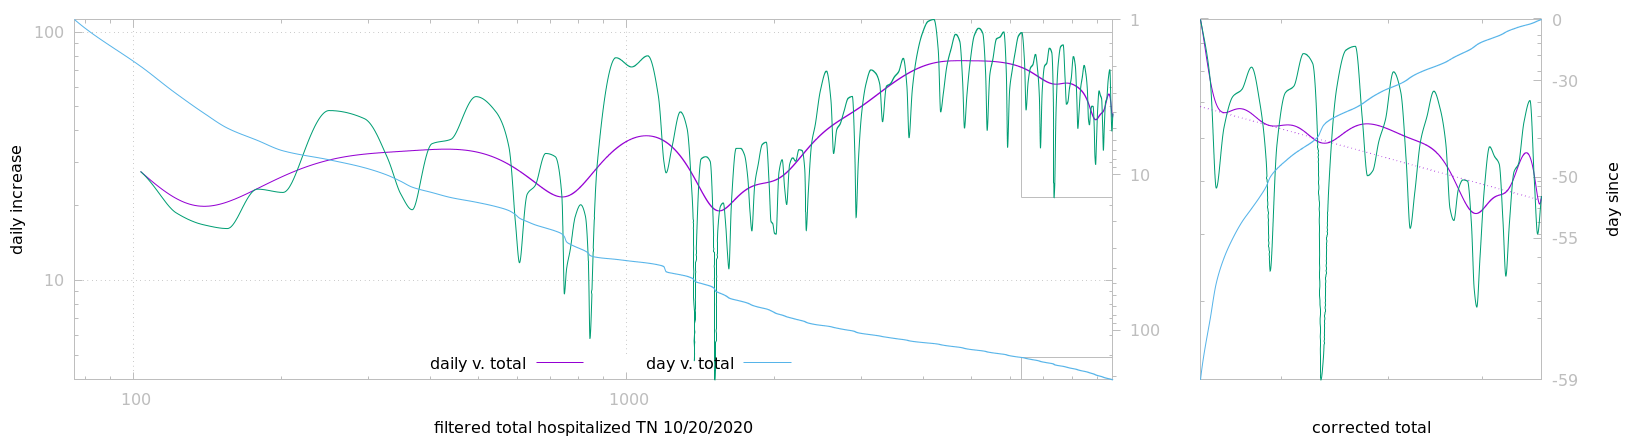 100
10
daily increase
100
1000
filtered total hospitalized TN 10/20/2020
daily v. total
day v. total
1
10
100
0
-30
-50
-55
-59
day since
corrected total